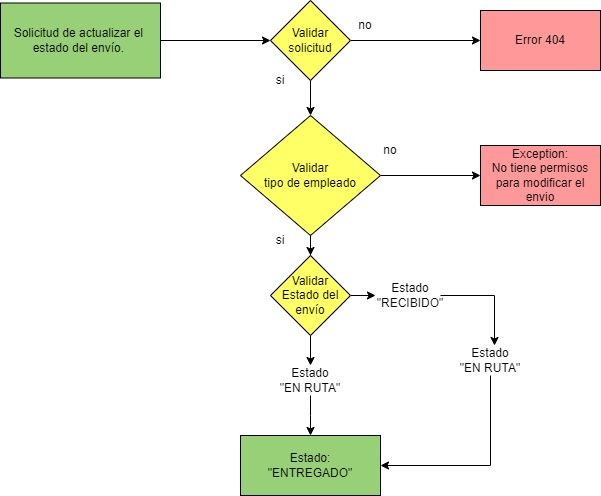 Solicitud de actualizar el
estado del envío.
Validar
solicitud
no
Error 404
si
Validar
tipo de empleado
no
Exception:
No tiene permisos
para modificar el
envio
si
Validar
Estado del
envío
Estado
"RECIBIDO"
Estado
"EN RUTA"
Estado
"EN RUTA"
Estado:
"ENTREGADO"